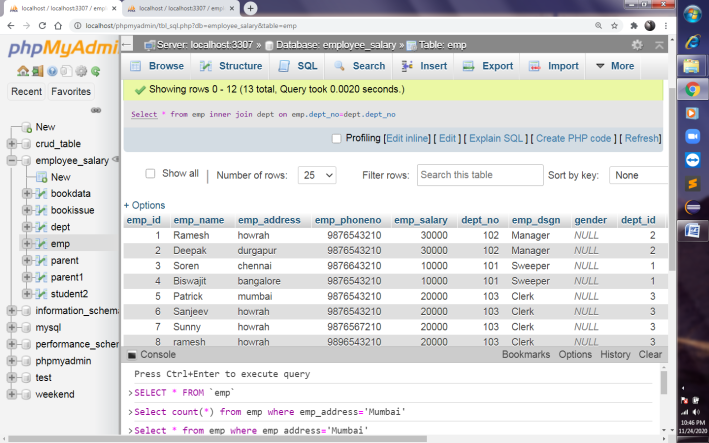 localhost / localhost:3307 / emp
localhost / localhost:3307 / emp
localhost/phpmyadmin/tbl_sql.php?db=employee_salary&table=emp
phpMyAdmin
Recent Favorites
New
crud_table
employee_salary
New
bookdata
bookissue
dept
emp
parent
parent1
student2
information_schem
mysql
performance_schem
phpmyadmin
test
weekend
Server: localhost:3307 » Database: employee_salary » Table: emp
Browse Structure SQL Search Insert Export Import More
Showing rows 0 - 12 (13 total, Query took 0.0020 seconds.)
Select * from emp inner join dept on emp.dept_no=dept.dept_no
Profiling [Edit inline] [ Edit ] [ Explain SQL ] [ Create PHP code ] [ Refresh]
Show all Number of rows: 25 Filter rows: Search this table Sort by key: None
+ Options
emp_id emp_name emp_address emp_phoneno emp_salary dept_no emp_dsgn gender dept_id
1 Ramesh howrah 9876543210 30000 102 Manager NULL 2
2 Deepak durgapur 9876543210 30000 102 Manager NULL 2
3 Soren chennai 9876643210 10000 101 Sweeper NULL 1
4 Biswajit bangalore 9876543210 10000 101 Sweeper NULL 1
5 Patrick mumbai 9876543210 20000 103 Clerk NULL 3
6 Sanjeev howrah 9896543210 20000 103 Clerk NULL 3
7 Sunny howrah 9876567210 20000 103 Clerk NULL 3
8 ramesh howrah 9896543210 20000 103 Clerk NULL 3
Console Bookmarks Options History Clear
Press Ctrl+Enter to execute query
>SELECT * FROM `emp`
>Select count(*) from emp where emp_address='Mumbai'
>Select * from emp where emp_address='Mumbai'
10:46 PM
11/24/2020